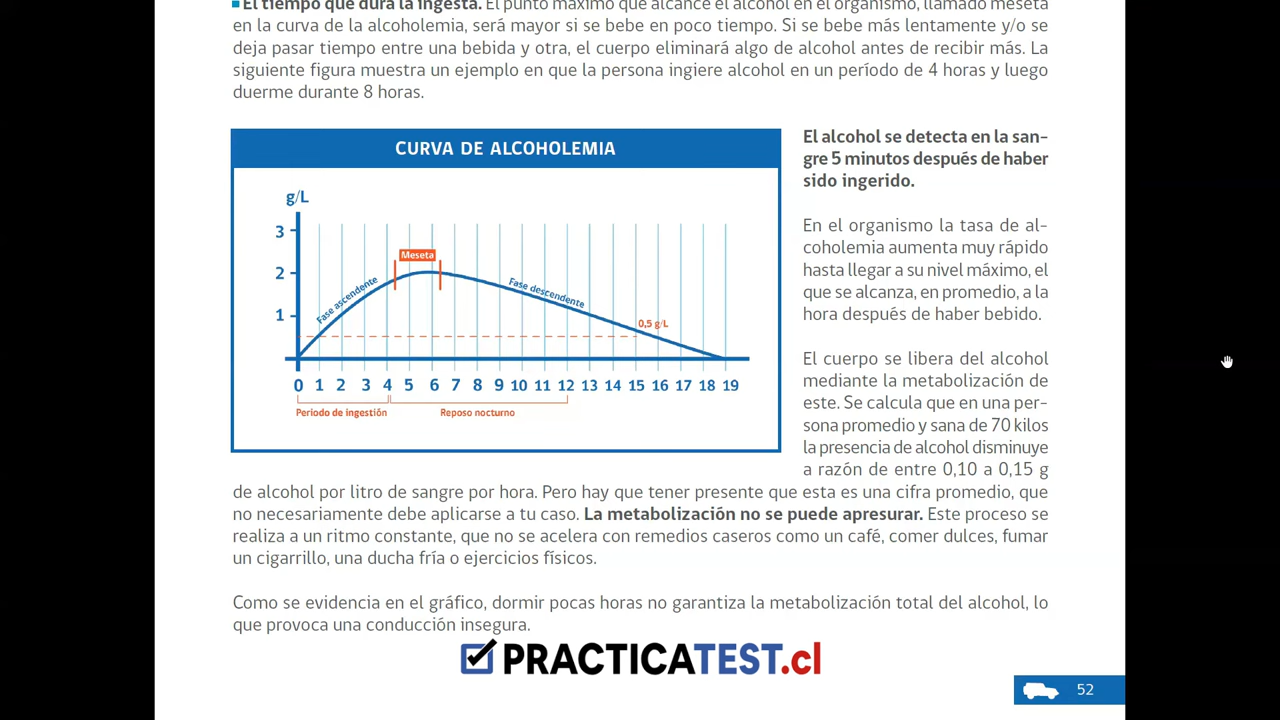 El tiempo que dura la ingesta. El punto máximo que alcance el alcohol en el organismo, llamado meseta
en la curva de la alcoholemia, será mayor si se bebe en poco tiempo. Si se bebe más lentamente y/o se
deja pasar tiempo entre una bebida y otra, el cuerpo eliminará algo de alcohol antes de recibir más. La
siguiente figura muestra un ejemplo en que la persona ingiere alcohol en un período de 4 horas y luego
duerme durante 8 horas.
CURVA DE ALCOHOLEMIA
g/L
3
2
1
Meseta
Fase ascendente
Fase descendente
0,5 g/L
0 1 2 3 4 5 6 7 8 9 10 11 12 13 14 15 16 17 18 19
Periodo de ingestión
Reposo nocturno
El alcohol se detecta en la san-
gre 5 minutos después de haber
sido ingerido.
En el organismo la tasa de al-
coholemia aumenta muy rápido
hasta llegar a su nivel máximo, el
que se alcanza, en promedio, a la
hora después de haber bebido.
El cuerpo se libera del alcohol
mediante la metabolización de
este. Se calcula que en una per-
sona promedio y sana de 70 kilos
la presencia de alcohol disminuye
a razón de entre 0,10 a 0,15 g
de alcohol por litro de sangre por hora. Pero hay que tener presente que esta es una cifra promedio, que
no necesariamente debe aplicarse a tu caso. La metabolización no se puede apresurar. Este proceso se
realiza a un ritmo constante, que no se acelera con remedios caseros como un café, comer dulces, fumar
un cigarrillo, una ducha fría o ejercicios físicos.
Como se evidencia en el gráfico, dormir pocas horas no garantiza la metabolización total del alcohol, lo
que provoca una conducción insegura.
PRACTICATEST.cl
52